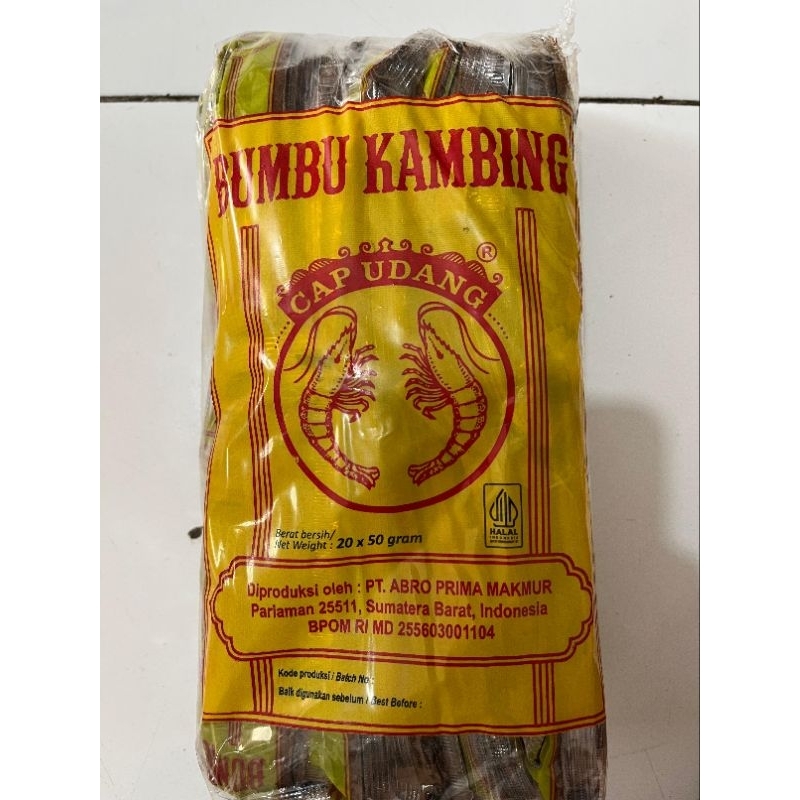 BUMBU KAMBING
®
CAP UDANG
Berat bersih/
Net Weight : 20 x 50 gram
HALAL
INDONESIA
Diproduksi oleh : PT. ABRO PRIMA MAKMUR
Pariaman 25511, Sumatera Barat, Indonesia
BPOM RI MD 255603001104
Kode produksi / Batch No :
Baik digunakan sebelum / Best Before :